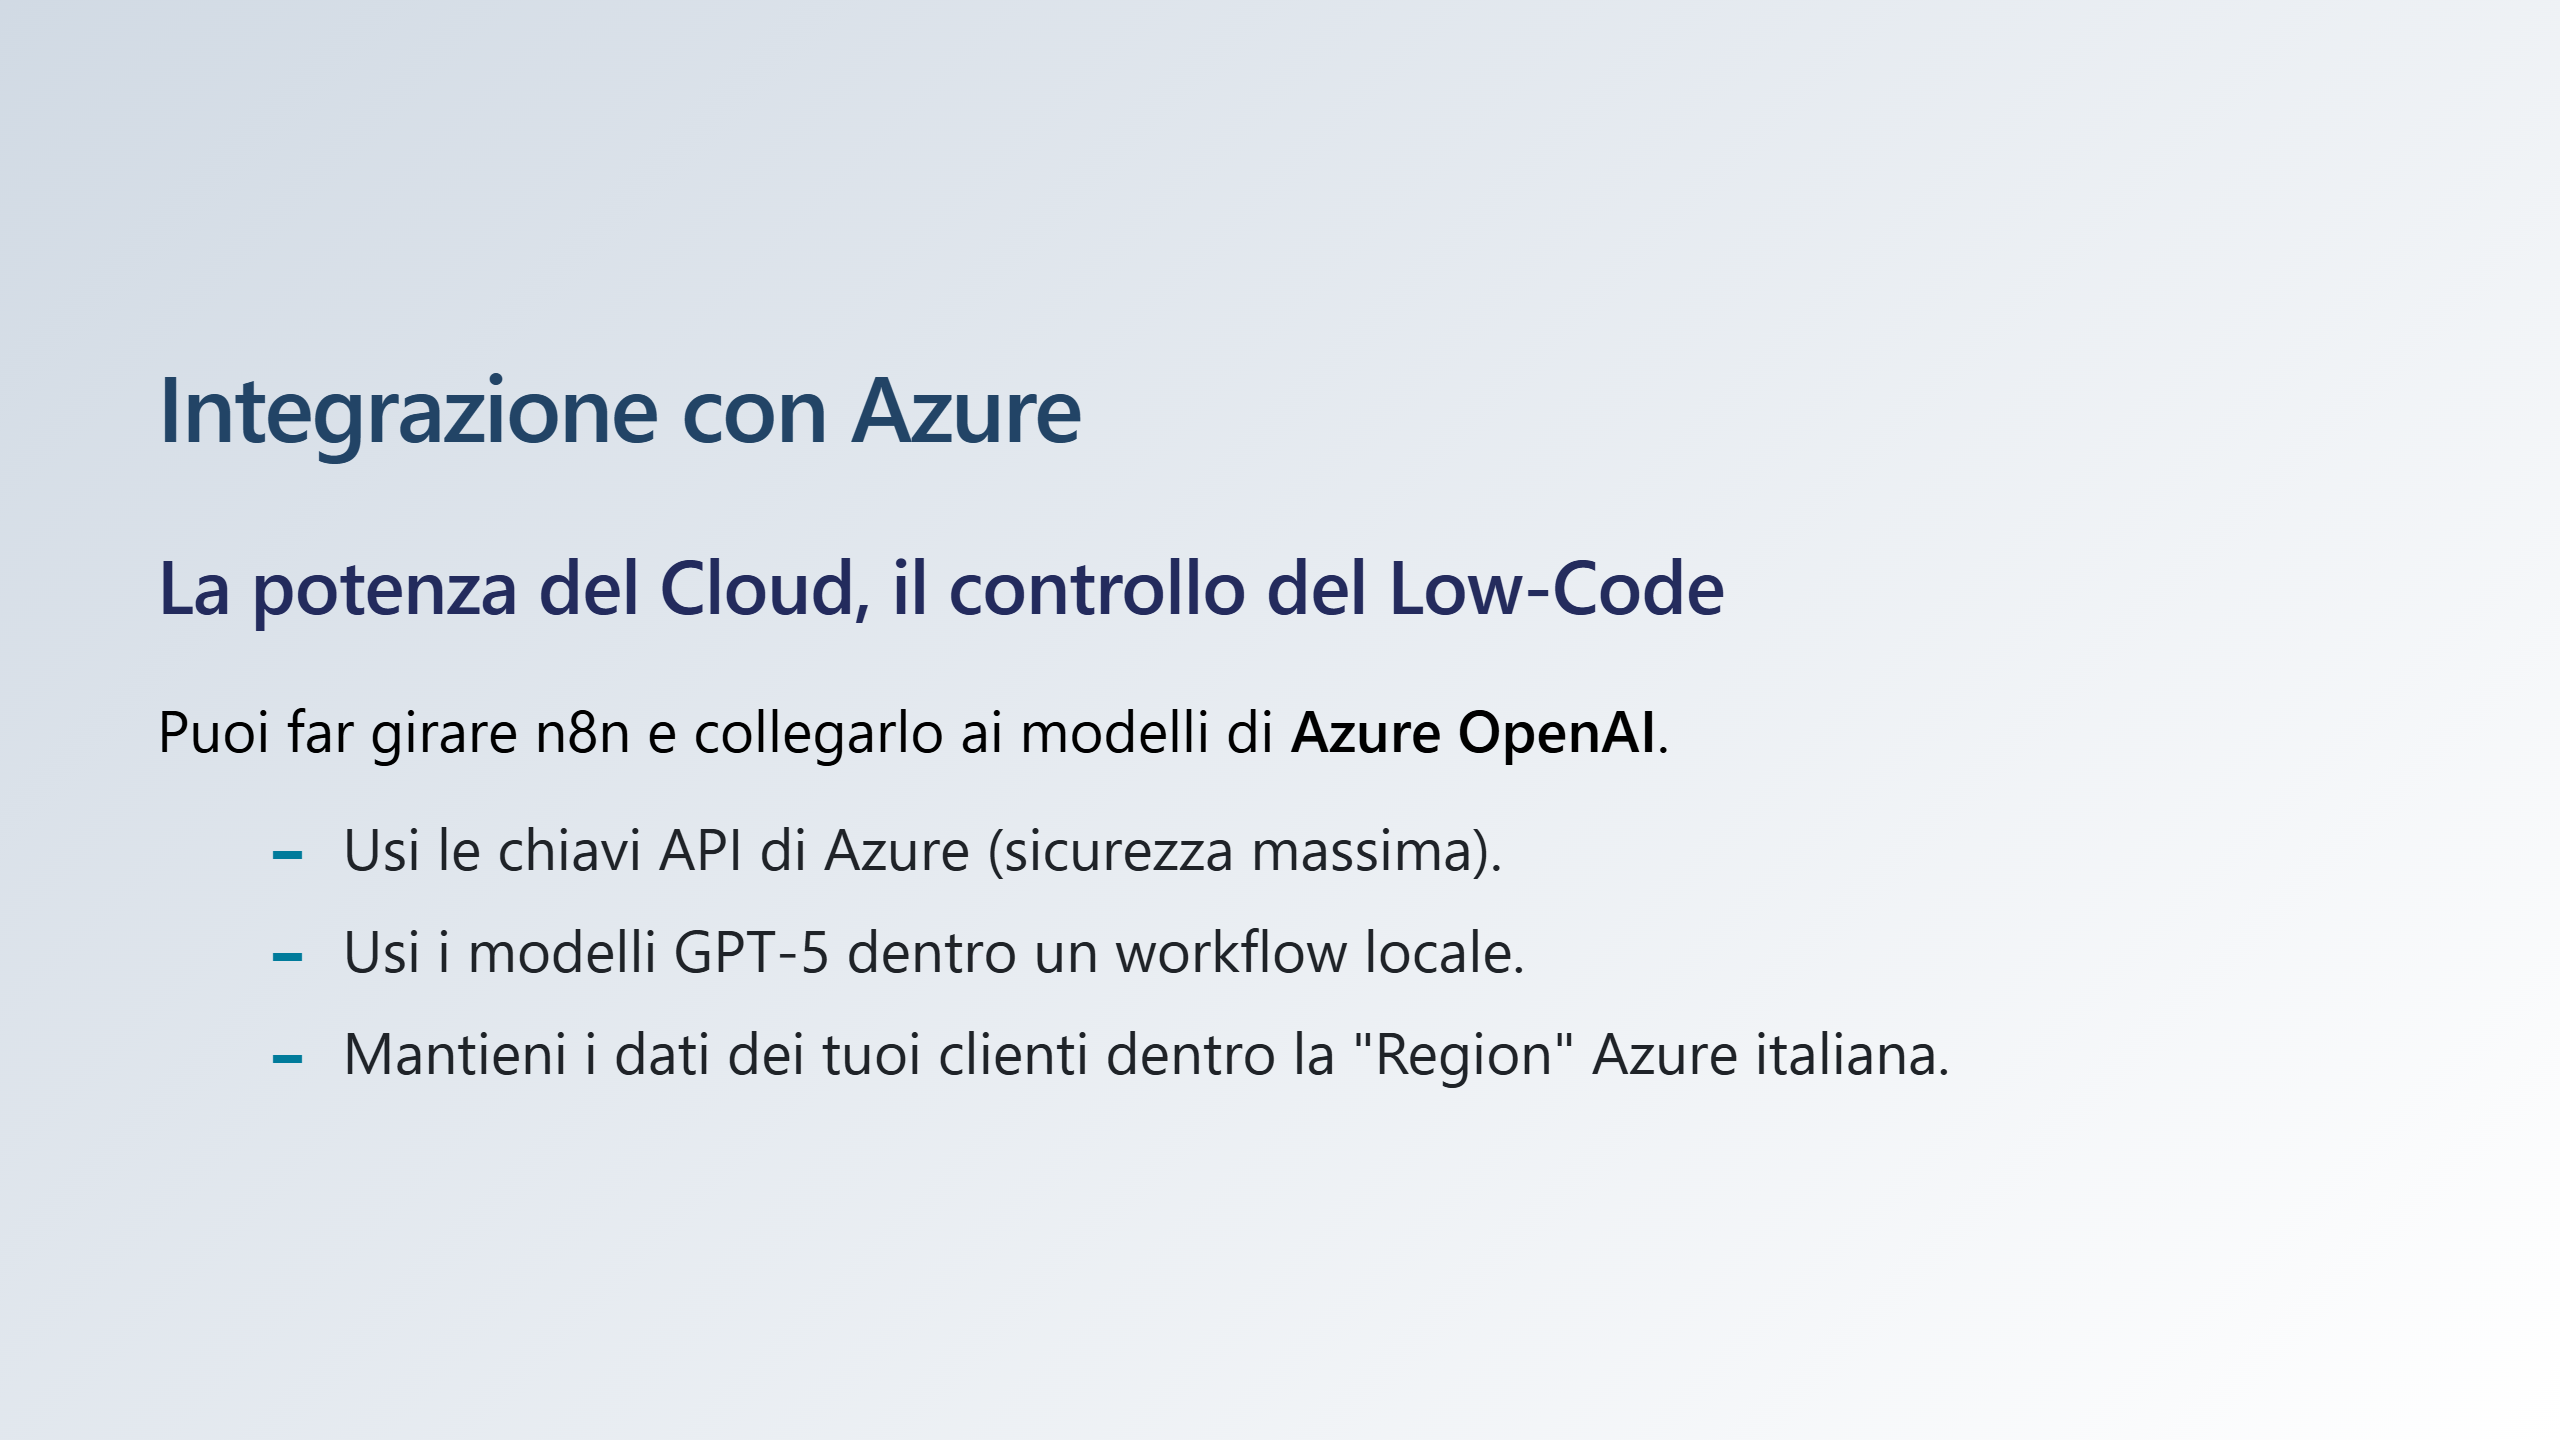 Integrazione con Azure
La potenza del Cloud, il controllo del Low-Code
Puoi far girare n8n e collegarlo ai modelli di Azure OpenAI.
– Usi le chiavi API di Azure (sicurezza massima).
– Usi i modelli GPT-5 dentro un workflow locale.
– Mantieni i dati dei tuoi clienti dentro la "Region" Azure italiana.